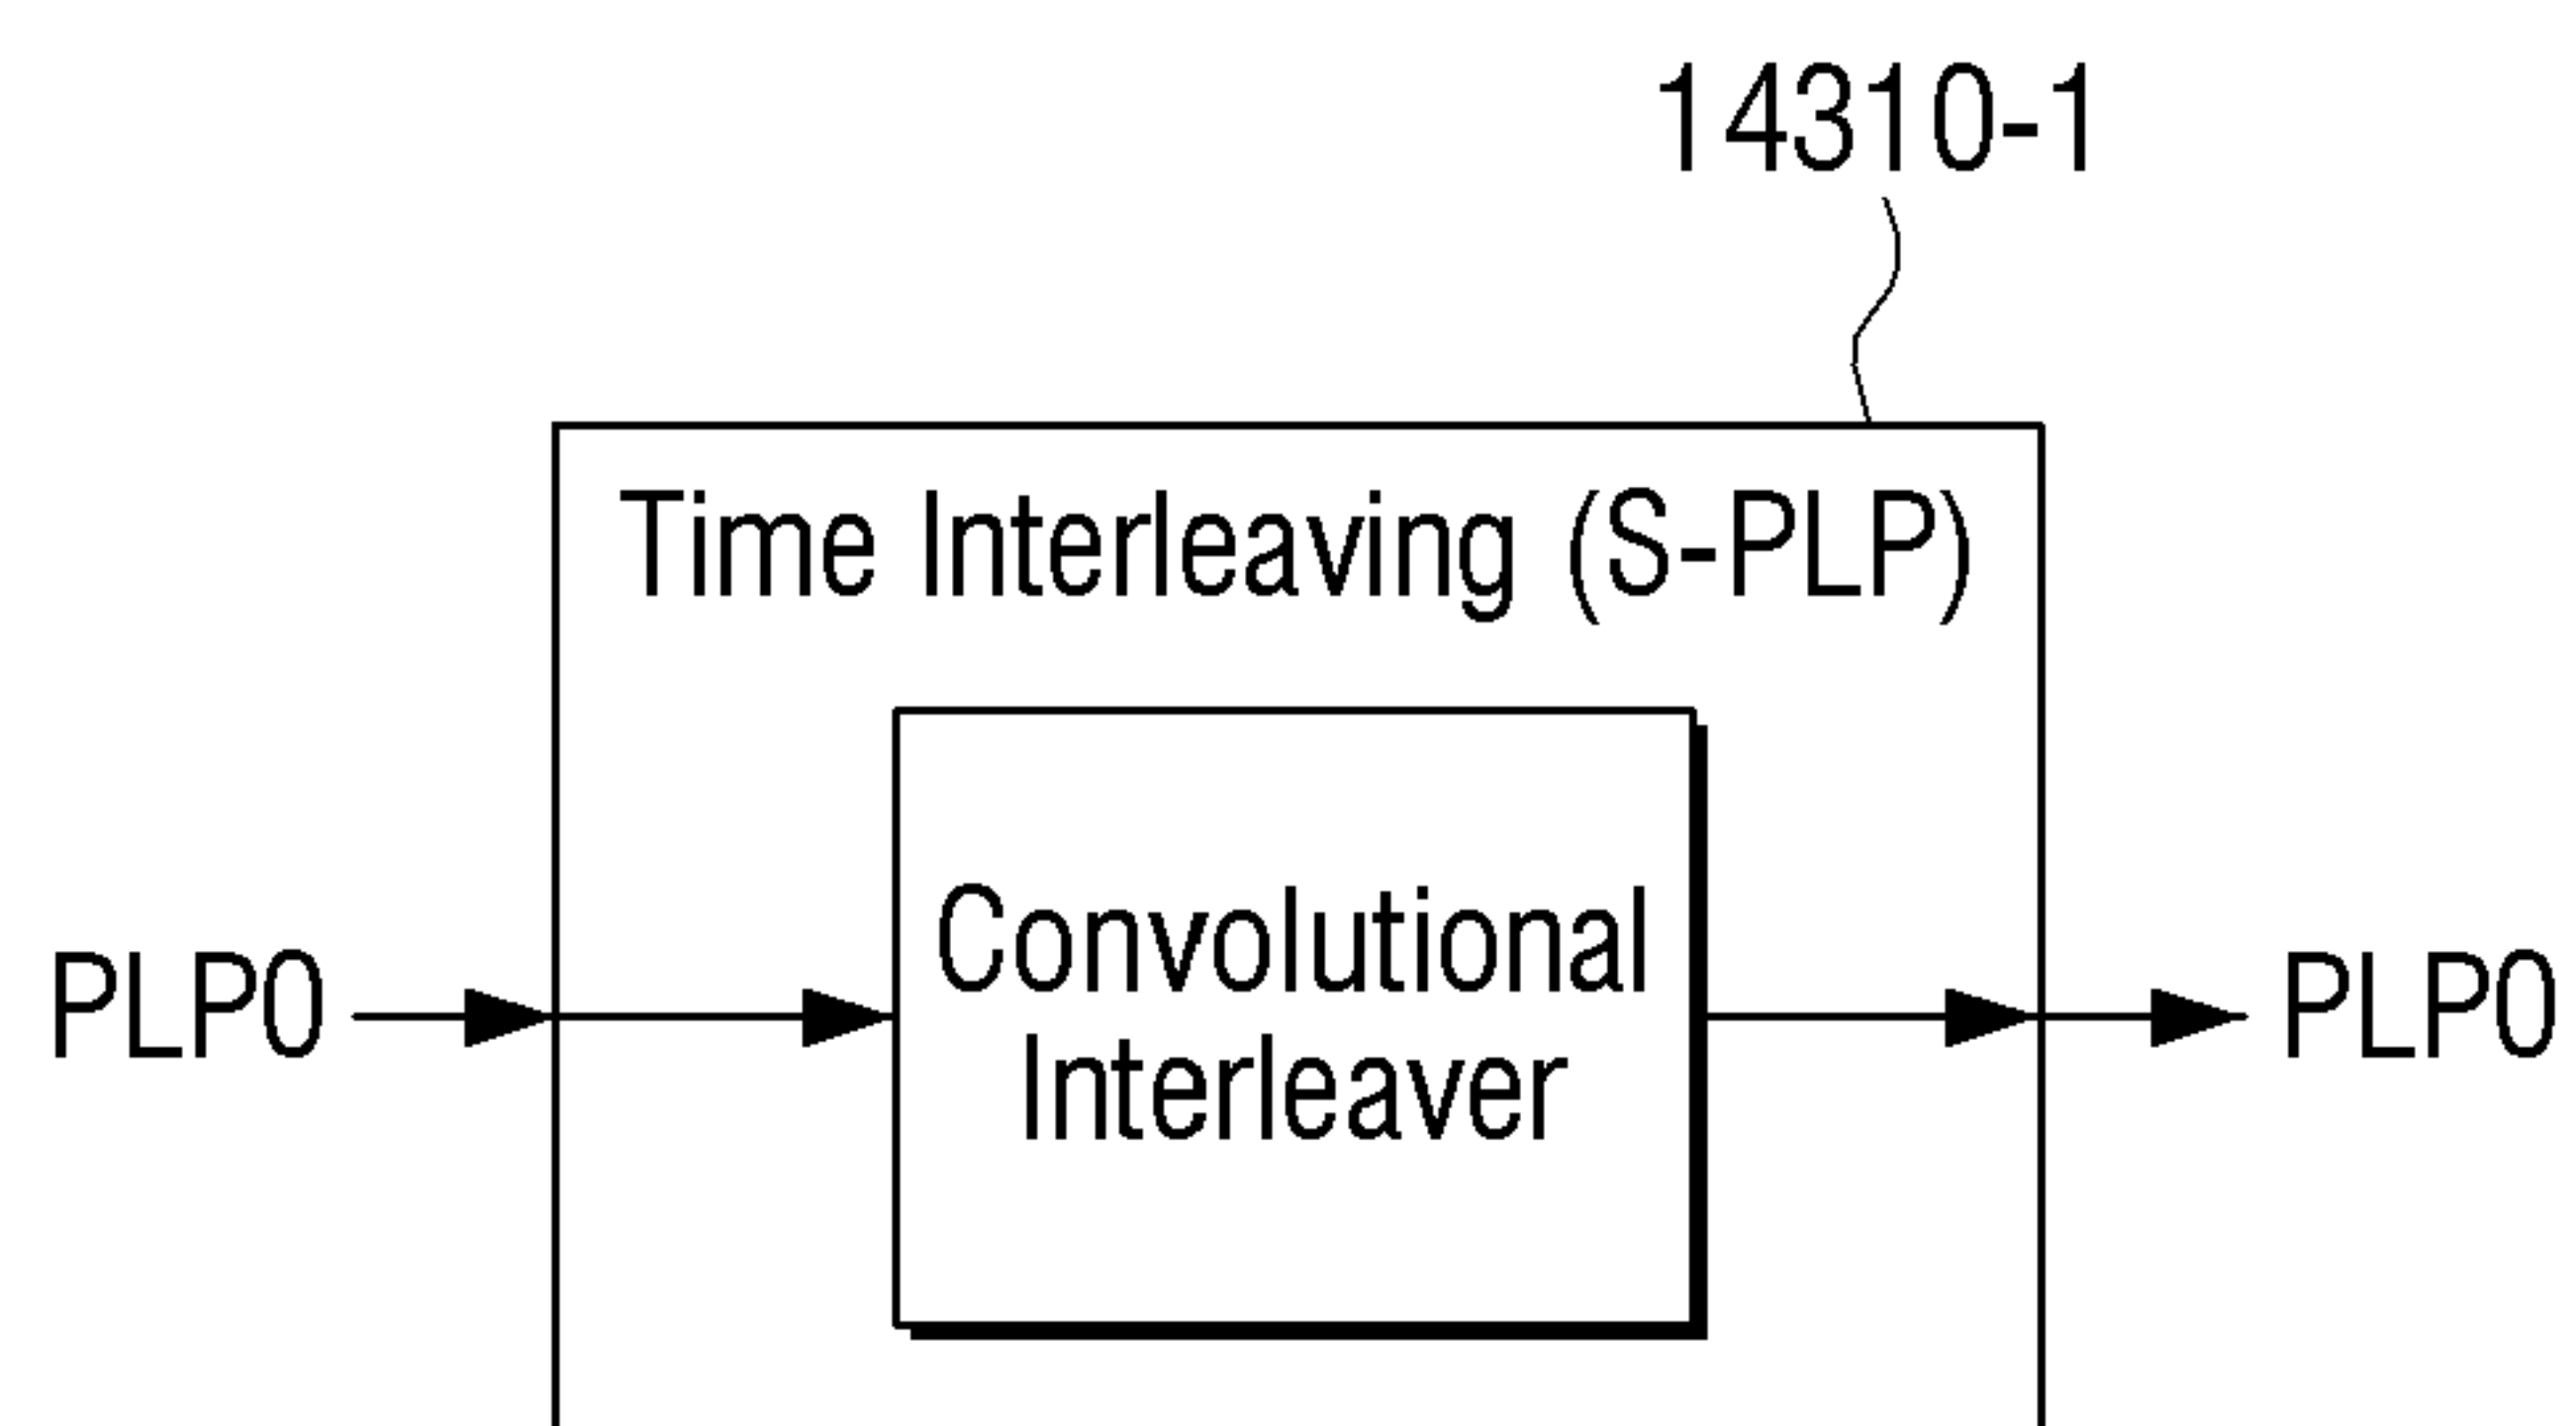 14310-1
Time Interleaving (S-PLP)
Convolutional
Interleaver
PLP0
PLP0